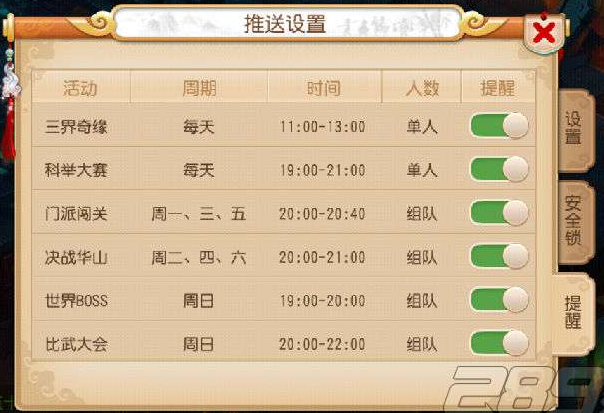 推送设置
活动 周期 时间 人数 提醒
三界奇缘 每天 11:00-13:00 单人
科举大赛 每天 19:00-21:00 单人
门派闯关 周一、三、五 20:00-20:40 组队
决战华山 周二、四、六 20:00-21:00 组队
世界BOSS 周日 19:00-20:00 组队
比武大会 周日 20:00-22:00 组队
设置
安全锁
提醒
289